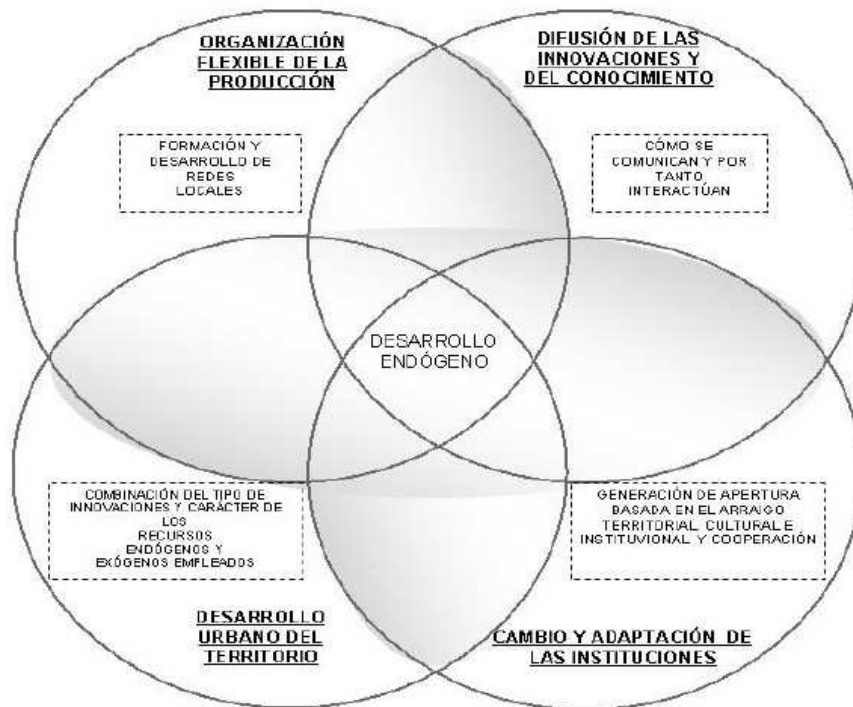 ORGANIZACIÓN
FLEXIBLE DE LA
PRODUCCIÓN
DIFUSIÓN DE LAS
INNOVACIONES Y
DEL CONOCIMIENTO
FORMACIÓN Y
DESARROLLO DE
REDES
LOCALES
CÓMO SE
COMUNICAN Y POR
TANTO
INTERACTÚAN
DESARROLLO
ENDÓGENO
COMBINACIÓN DEL TIPO DE
INNOVACIONES Y CARÁCTER DE
LOS
RECURSOS
ENDÓGENOS Y
EXÓGENOS EMPLEADOS
GENERACIÓN DE APERTURA
BASADA EN EL ARRAIGO
TERRITORIAL CULTURAL E
INSTITUVIONAL Y COOPERACIÓN
DESARROLLO
URBANO DEL
TERRITORIO
CAMBIO Y ADAPTACIÓN DE
LAS INSTITUCIONES